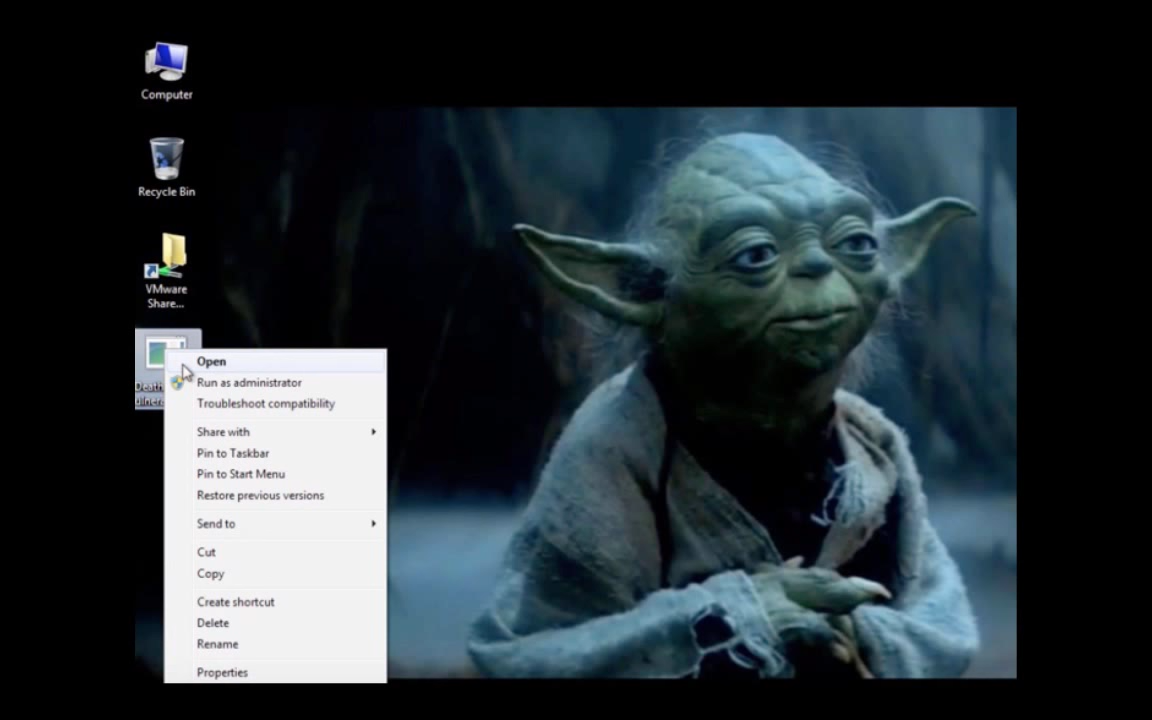 Computer
Recycle Bin
VMware
Share...
Death
Open
Run as administrator
Troubleshoot compatibility
Share with
Pin to Taskbar
Pin to Start Menu
Restore previous versions
Send to
Cut
Copy
Create shortcut
Delete
Rename
Properties